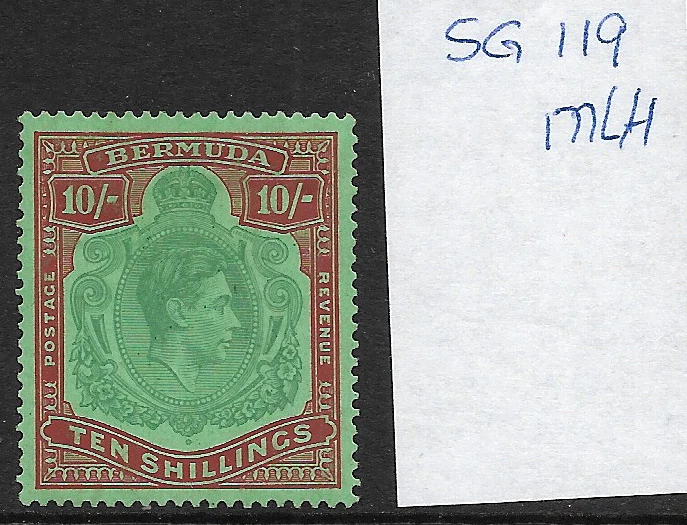 SG 119
MLH
BERMUDA
10/- 10/-
POSTAGE
REVENUE
TEN SHILLINGS